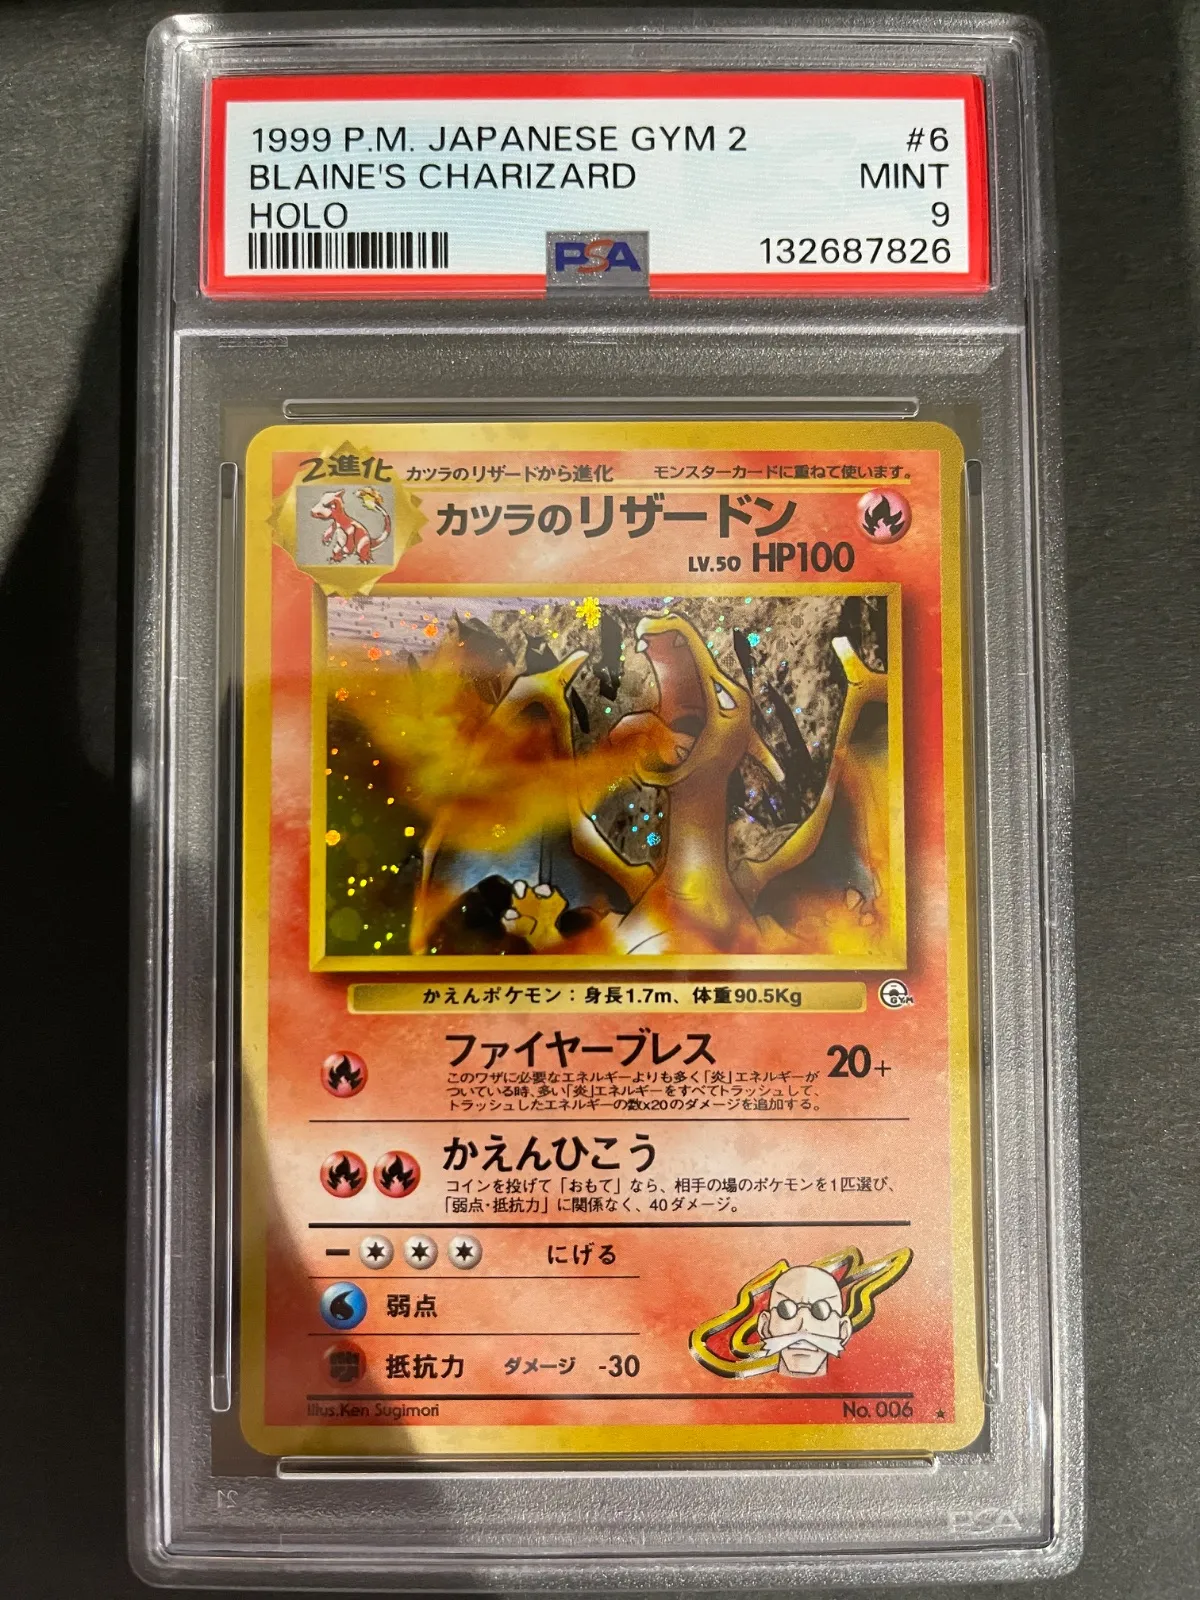 1999 P.M. JAPANESE GYM 2 #6
BLAINE'S CHARIZARD MINT
HOLO 9
PSA 132687826
2進化 カツラのリザードから進化 モンスターカードに重ねて使います。
カツラのリザードン
LV.50 HP100
かえんポケモン：身長1.7m、体重90.5Kg
GYM
ファイヤーブレス 20+
このワザに必要なエネルギーよりも多く「炎」エネルギーが
ついている時、多い「炎」エネルギーをすべてトラッシュして、
トラッシュしたエネルギーの数x20のダメージを追加する。
かえんひこう
コインを投げて「おもて」なら、相手の場のポケモンを1匹選び、
「弱点・抵抗力」に関係なく、40ダメージ。
にげる
弱点
抵抗力 ダメージ -30
Illus.Ken Sugimori No. 006 ★
PSA